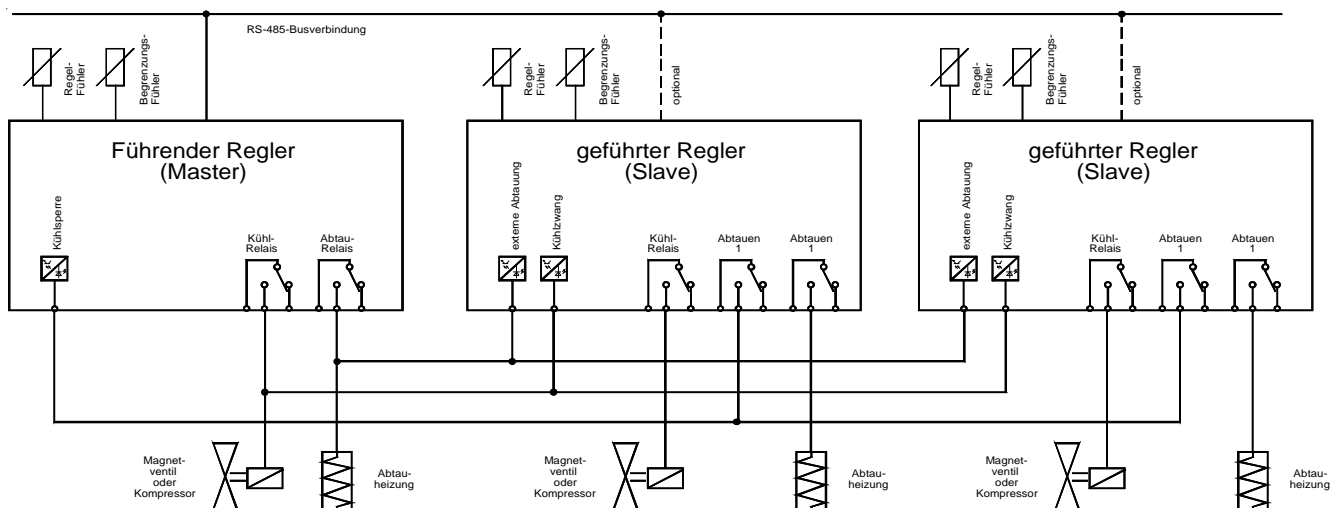 RS-485-Busverbindung
Regel-
Fühler
Begrenzungs-
Fühler
Regel-
Fühler
Begrenzungs-
Fühler
optional
Regel-
Fühler
Begrenzungs-
Fühler
optional
Führender Regler
(Master)
geführter Regler
(Slave)
geführter Regler
(Slave)
Kühlsperre
Kühl-
Relais
Abtau-
Relais
externe Abtauung
Kühlzwang
Kühl-
Relais
Abtauen
1
Abtauen
1
externe Abtauung
Kühlzwang
Kühl-
Relais
Abtauen
1
Abtauen
1
Magnet-
ventil
oder
Kompressor
Abtau-
heizung
Magnet-
ventil
oder
Kompressor
Abtau-
heizung
Magnet-
ventil
oder
Kompressor
Abtau-
heizung